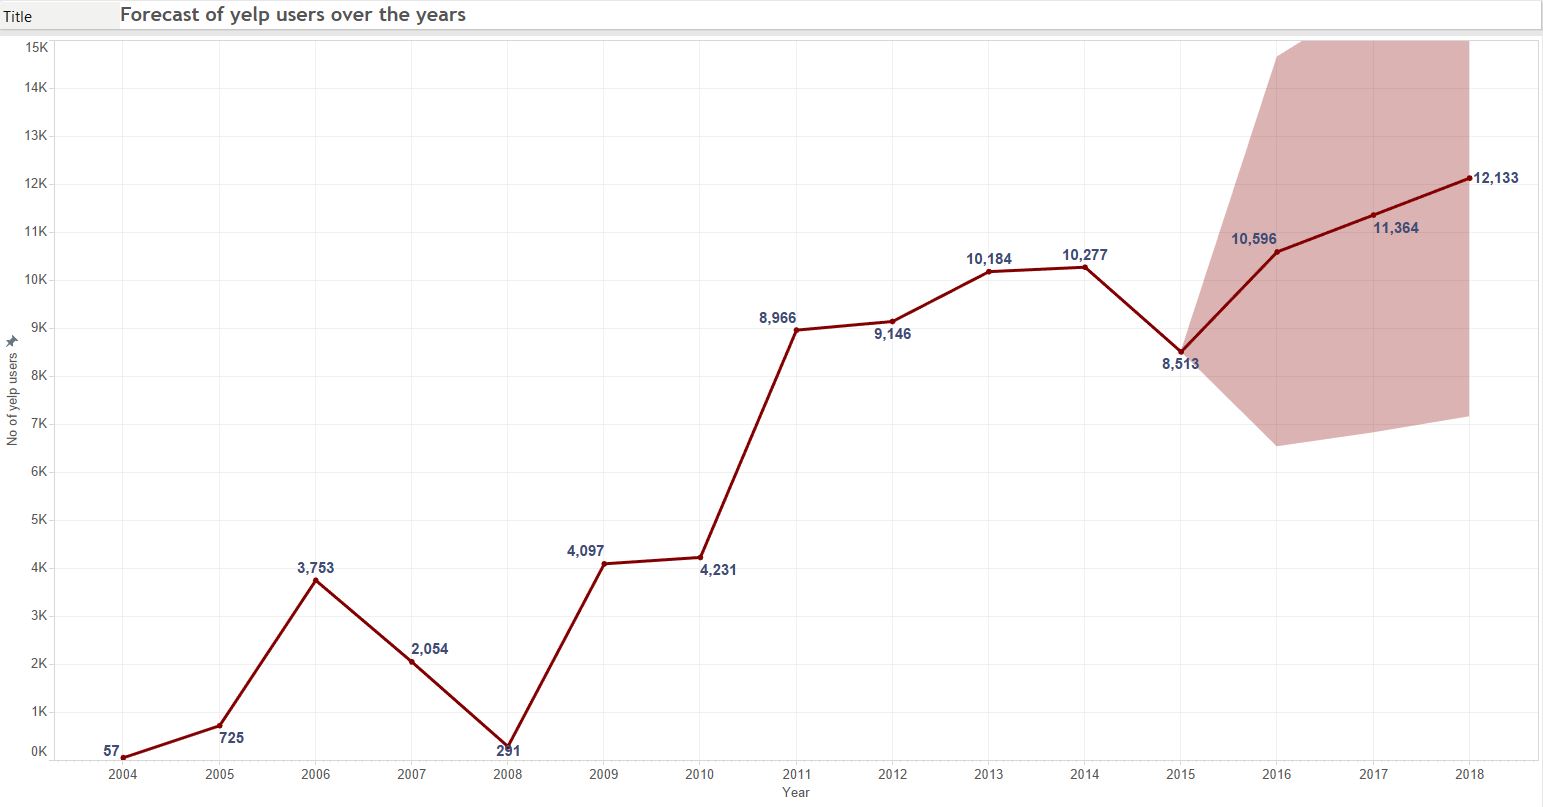 Title
Forecast of yelp users over the years
15K
14K
13K
12K
11K
10K
9K
8K
7K
6K
5K
4K
3K
2K
1K
0K
No of yelp users
57
725
3,753
2,054
291
4,097
4,231
8,966
9,146
10,184
10,277
8,513
10,596
11,364
12,133
2004 2005 2006 2007 2008 2009 2010 2011 2012 2013 2014 2015 2016 2017 2018
Year